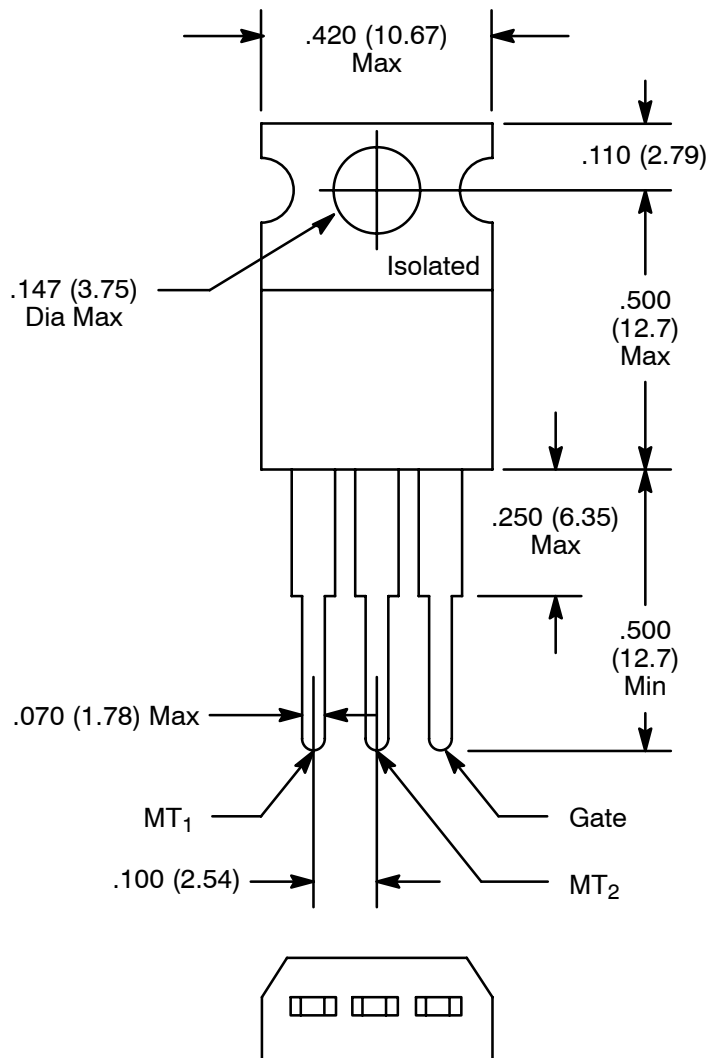 .420 (10.67)
Max
.110 (2.79)
Isolated
.147 (3.75)
Dia Max
.500
(12.7)
Max
.250 (6.35)
Max
.500
(12.7)
Min
.070 (1.78) Max
MT₁
Gate
.100 (2.54)
MT₂